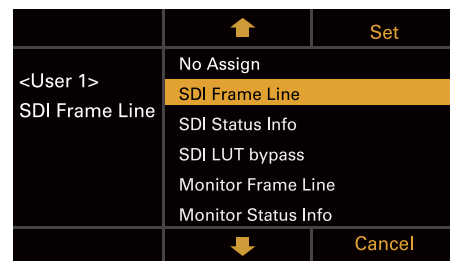 Set
<User 1>
SDI Frame Line
No Assign
SDI Frame Line
SDI Status Info
SDI LUT bypass
Monitor Frame Line
Monitor Status Info
Cancel